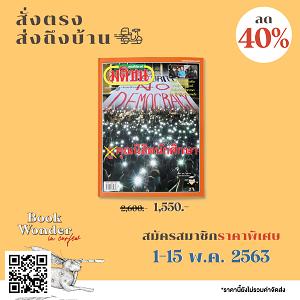 สั่งตรง
ส่งถึงบ้าน
ลด
40%
มติชน
NO
DEMOCRACY
2,600.- 1,550.-
Book
Wonder
in curfew
สมัครสมาชิกราคาพิเศษ
1-15 พ.ค. 2563
*ราคานี้ยังไม่รวมค่าจัดส่ง